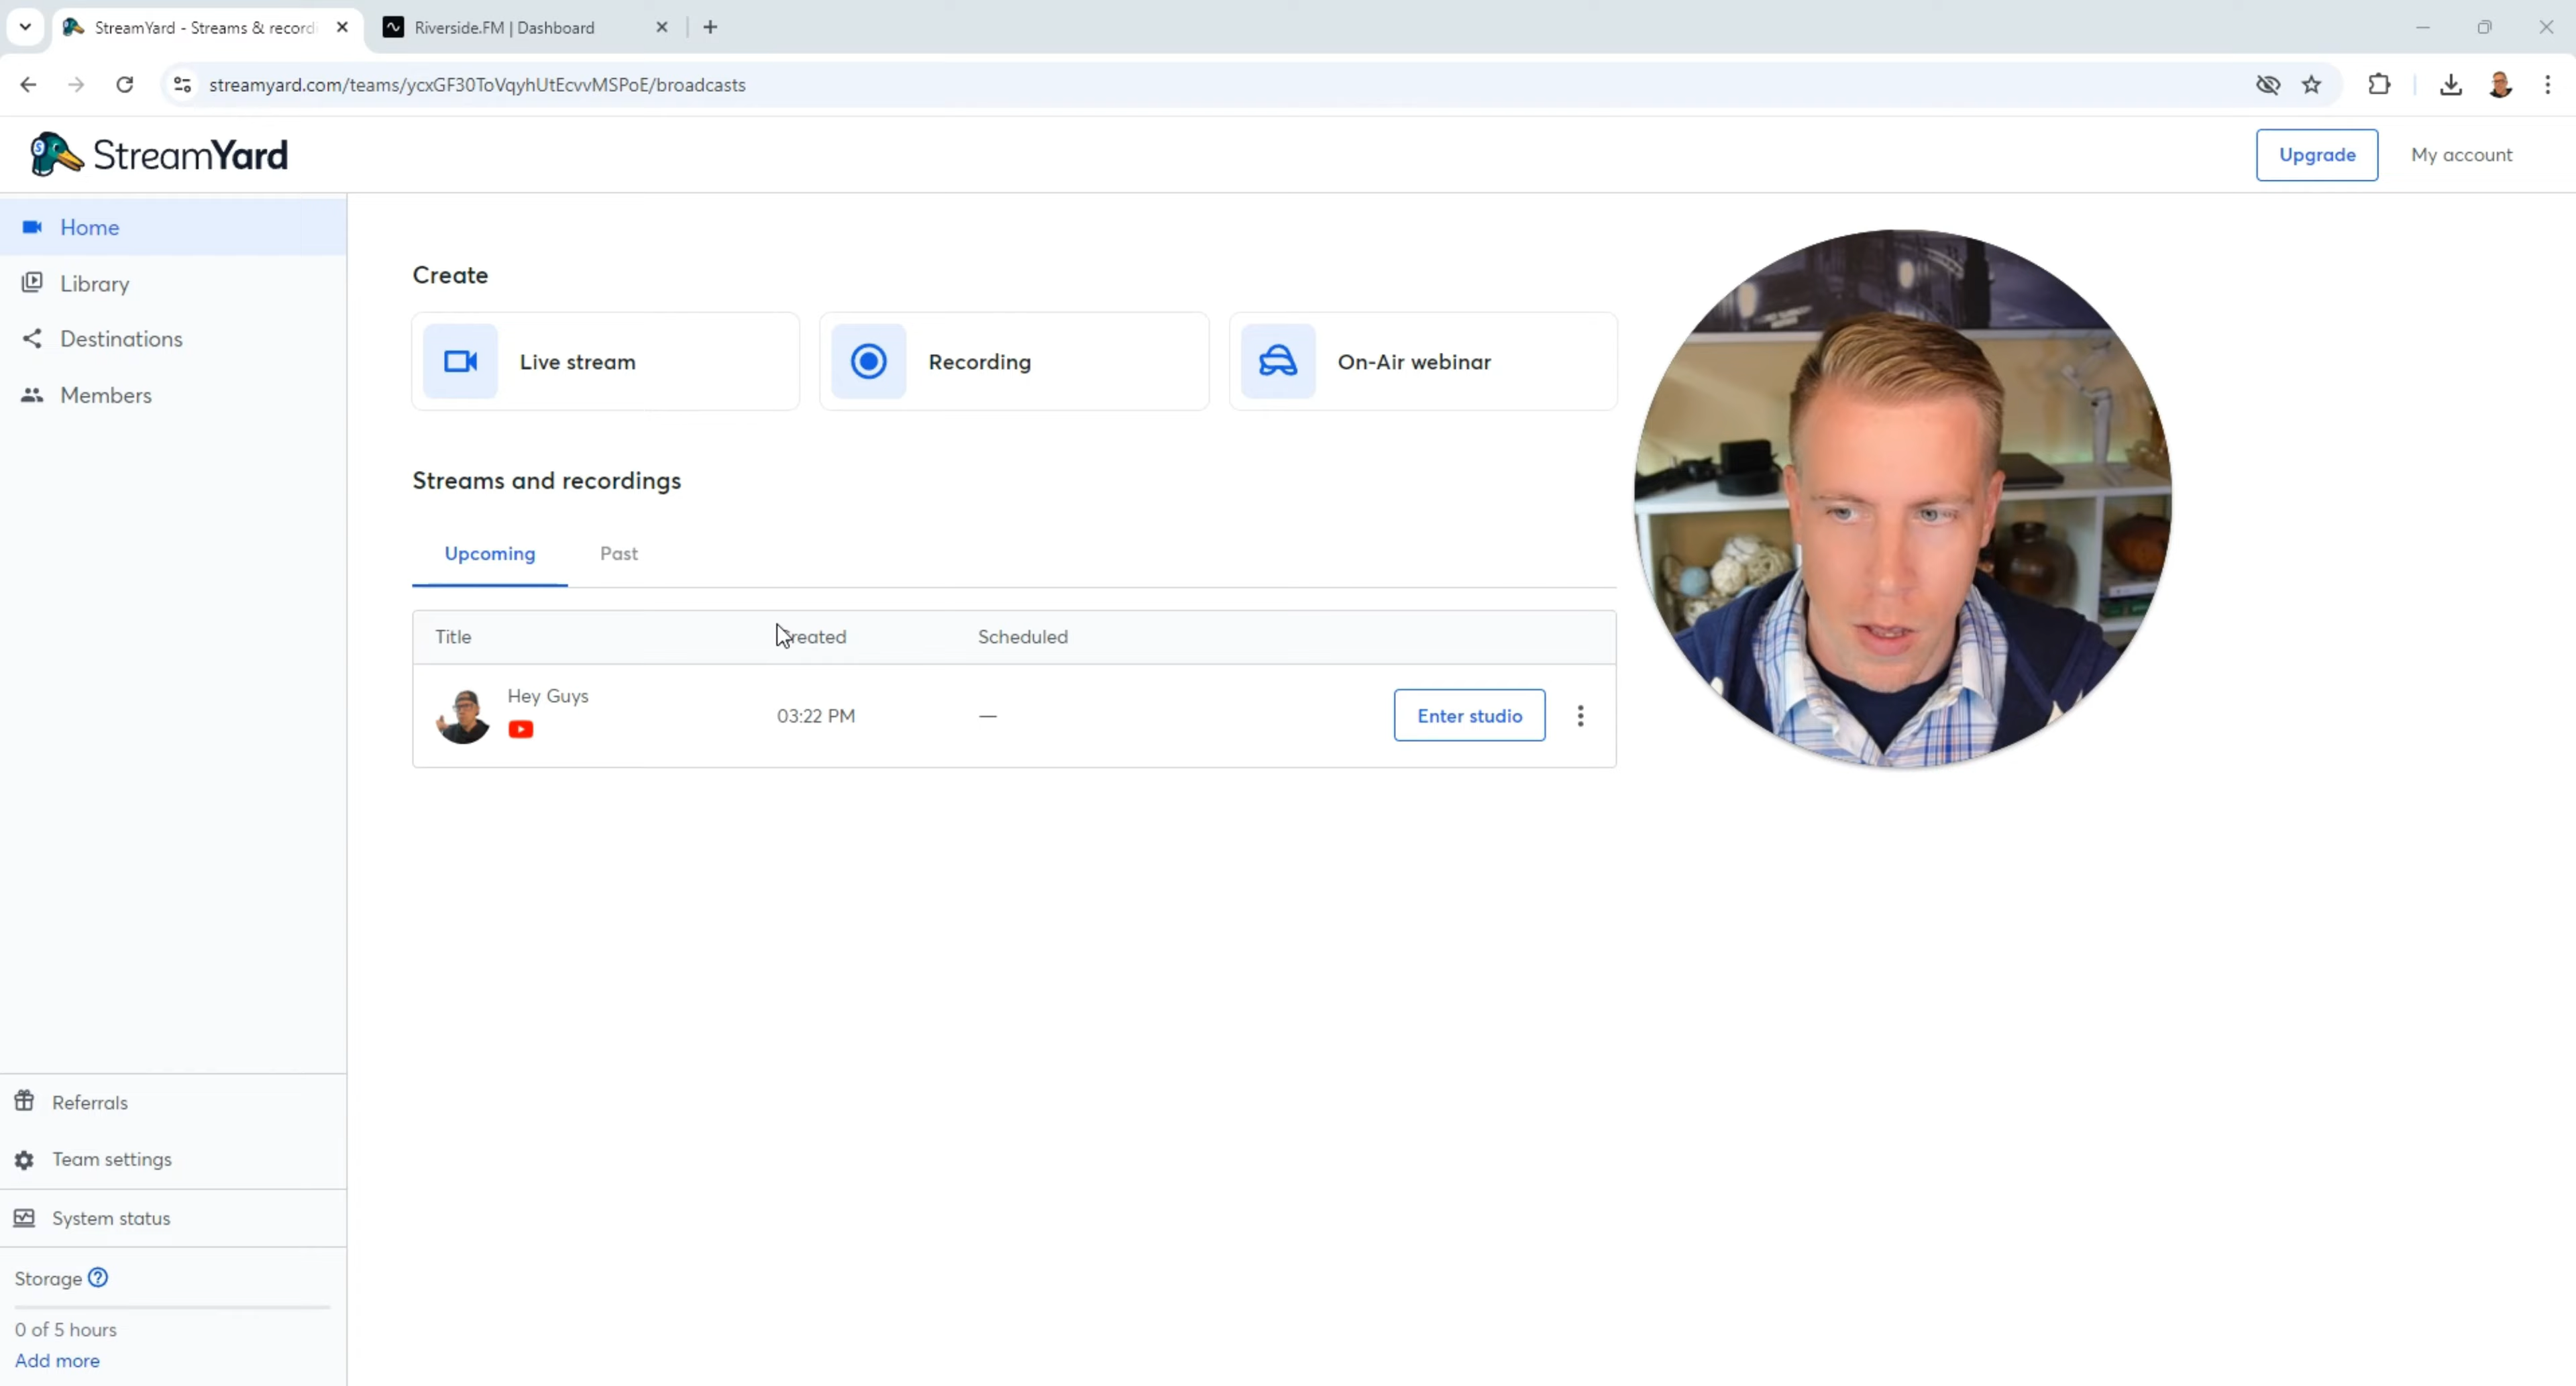 StreamYard - Streams & recordi
Riverside.FM | Dashboard
streamyard.com/teams/ycxGF30ToVqyhUtEcvvMSPoE/broadcasts
StreamYard
Upgrade
My account
Home
Library
Destinations
Members
Create
Live stream
Recording
On-Air webinar
Streams and recordings
Upcoming
Past
Title
Created
Scheduled
Hey Guys
03:22 PM
—
Enter studio
Referrals
Team settings
System status
Storage
0 of 5 hours
Add more